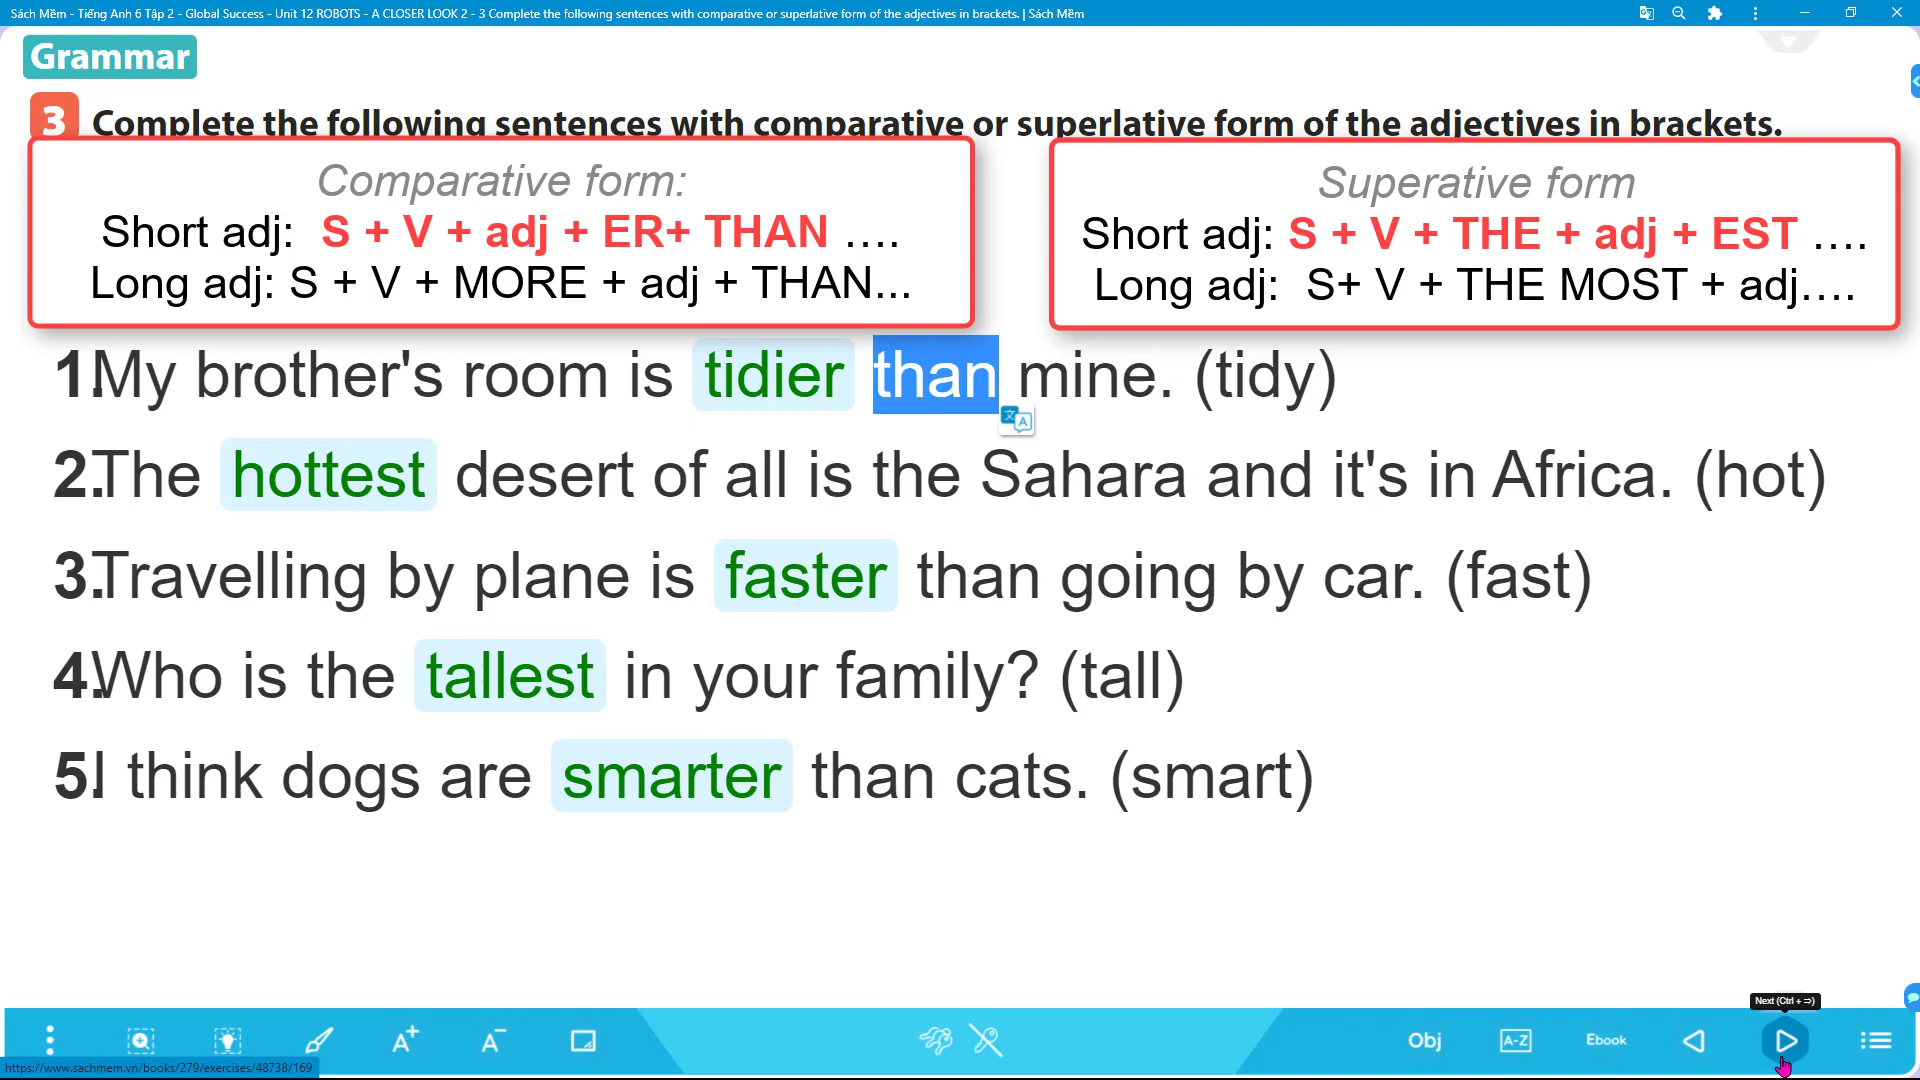 Sách Mềm - Tiếng Anh 6 Tập 2 - Global Success - Unit 12 ROBOTS - A CLOSER LOOK 2 - 3 Complete the following sentences with comparative or superlative form of the adjectives in brackets. | Sách Mềm
Grammar
3 Complete the following sentences with comparative or superlative form of the adjectives in brackets.
Comparative form:
Short adj: S + V + adj + ER+ THAN ....
Long adj: S + V + MORE + adj + THAN...
Superative form
Short adj: S + V + THE + adj + EST ....
Long adj: S+ V + THE MOST + adj....
1. My brother's room is tidier than mine. (tidy)
2. The hottest desert of all is the Sahara and it's in Africa. (hot)
3. Travelling by plane is faster than going by car. (fast)
4. Who is the tallest in your family? (tall)
5. I think dogs are smarter than cats. (smart)
Next (Ctrl + ⇒)
A+ A- Obj A-Z Ebook
https://www.sachmem.vn/books/279/exercises/48738/169